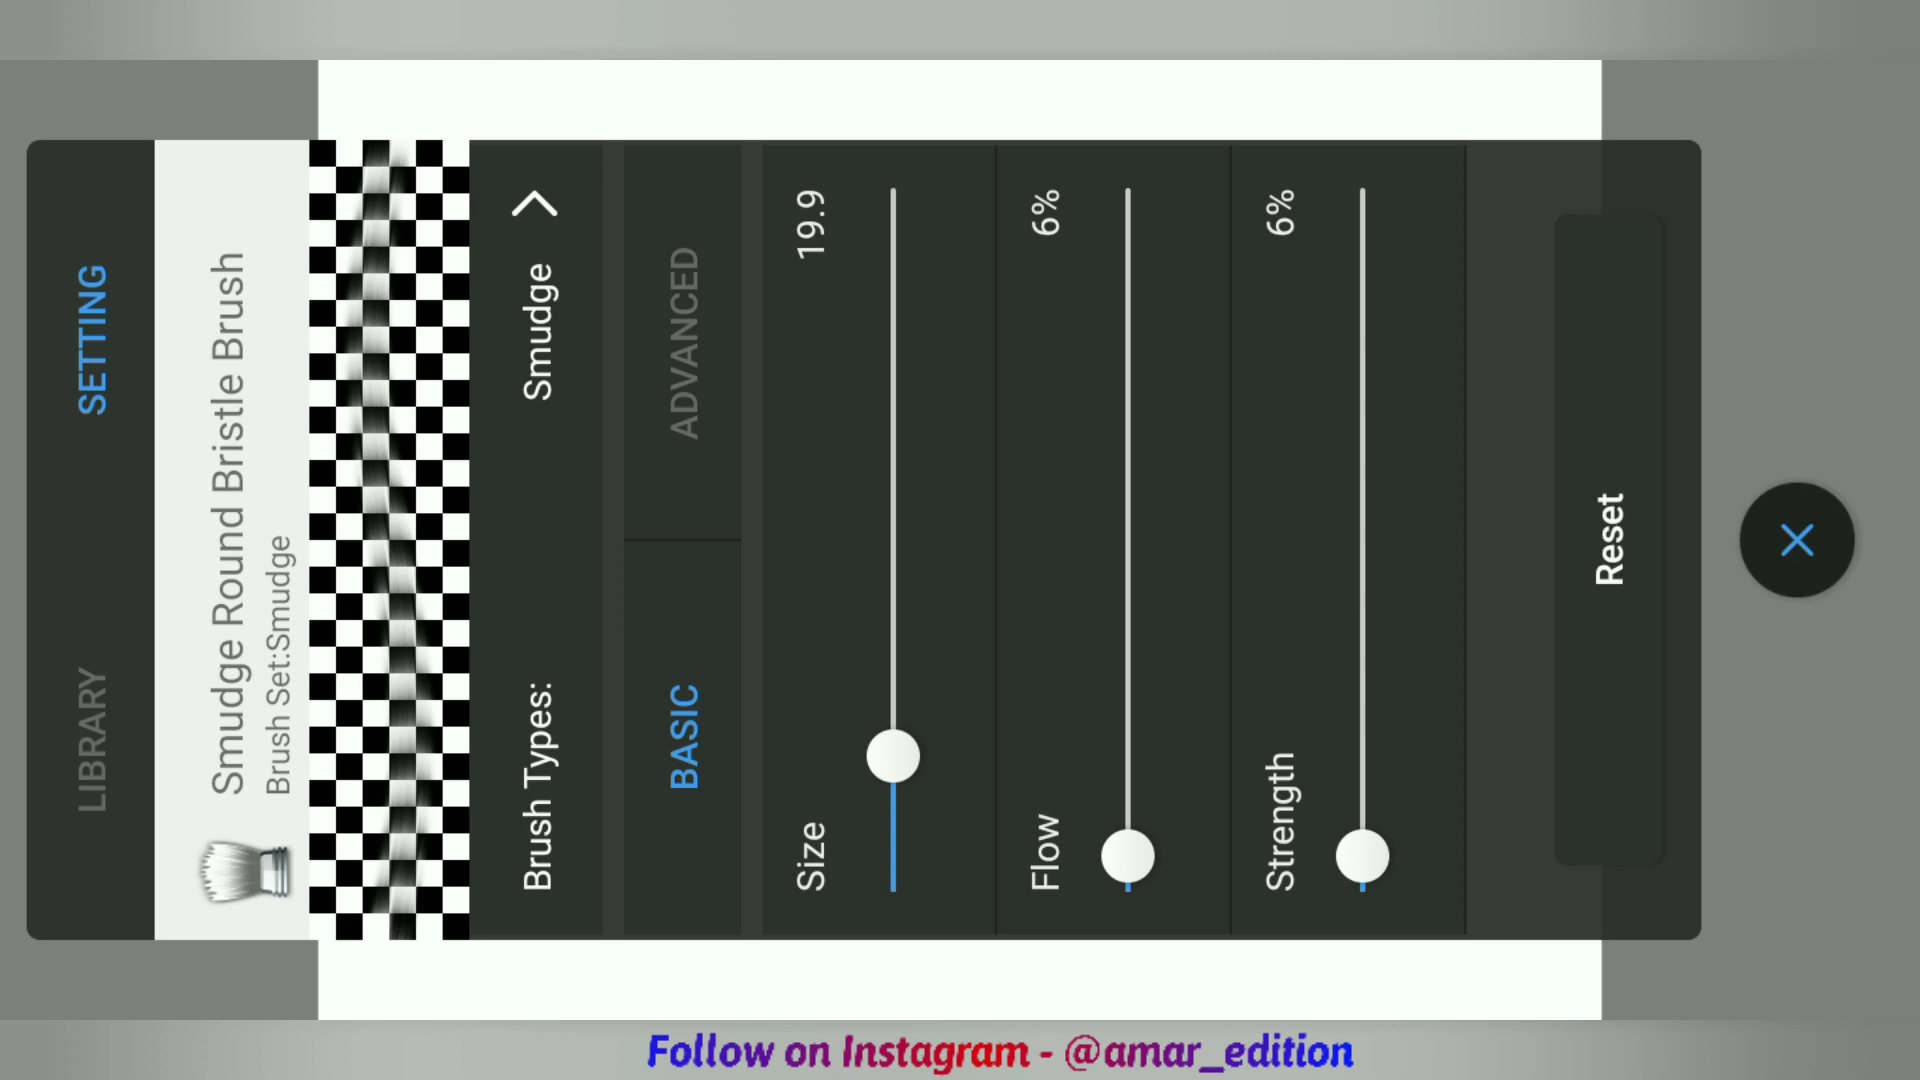 LIBRARY SETTING
Smudge Round Bristle Brush
Brush Set:Smudge
Brush Types: Smudge
BASIC ADVANCED
Size 19.9
Flow 6%
Strength 6%
Reset
Follow on Instagram - @amar_edition